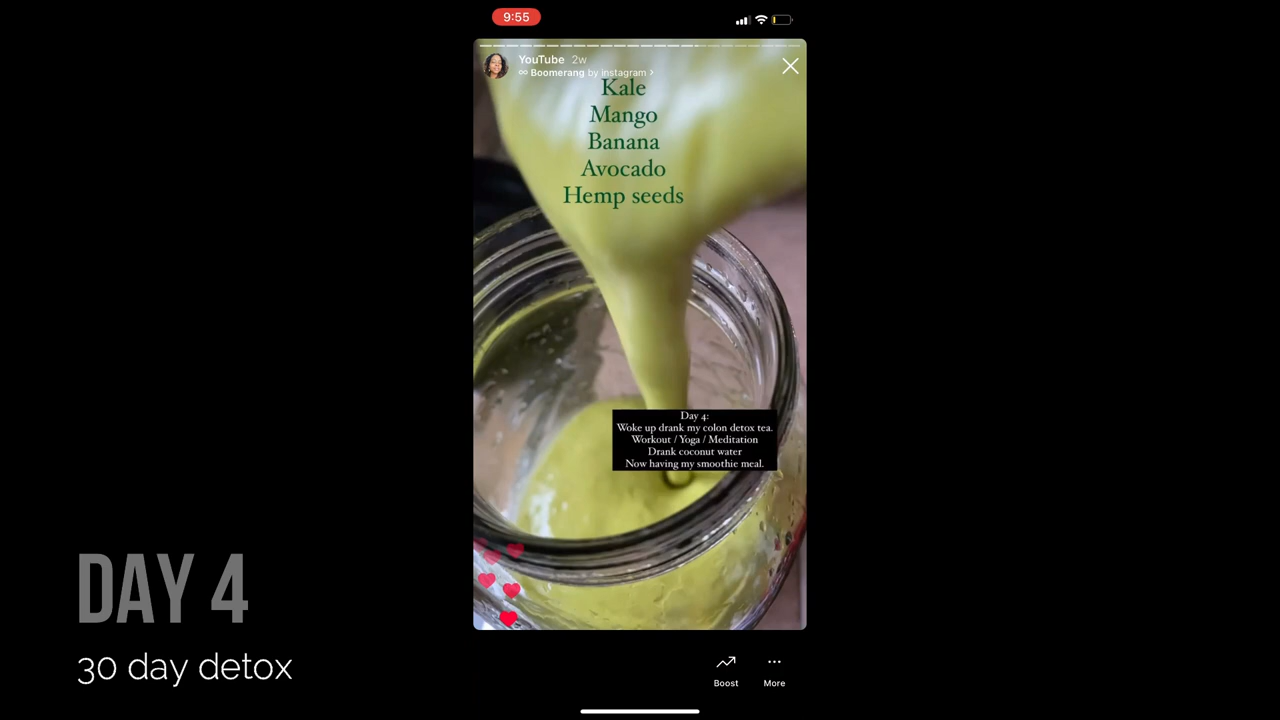 9:55
YouTube 2w
∞ Boomerang by instagram >
Kale
Mango
Banana
Avocado
Hemp seeds
Day 4:
Woke up drank my colon detox tea.
Workout / Yoga / Meditation
Drank coconut water
Now having my smoothie meal.
DAY 4
30 day detox
Boost
More